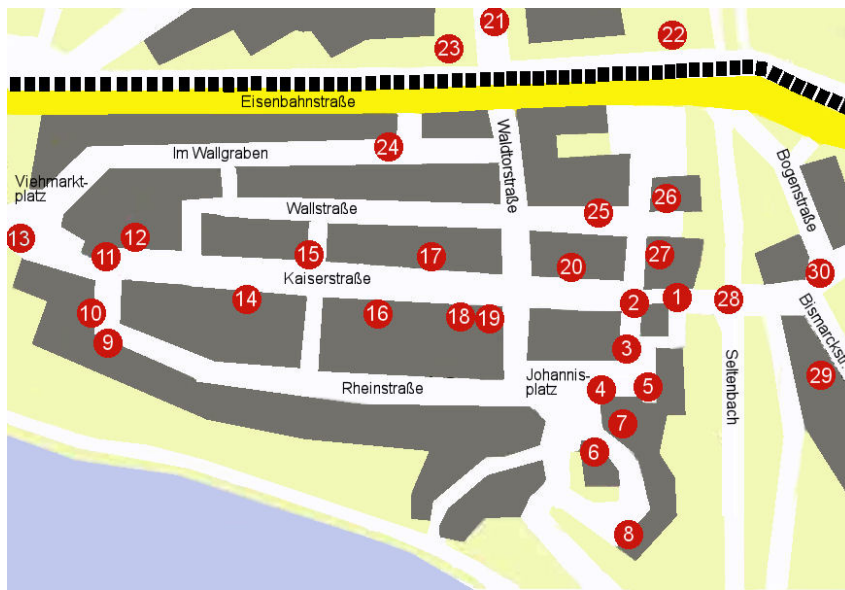 21
22
23
Eisenbahnstraße
Waldtorstraße
Im Wallgraben
24
Bogenstraße
Viehmarkt-
platz
26
Wallstraße
25
13
12
11
15
17
27
20
30
Kaiserstraße
10
14
16
18
19
2
1
28
9
3
Bismarckstr.
Rheinstraße
Johannis-
platz
4
5
Seltenbach
29
7
6
8